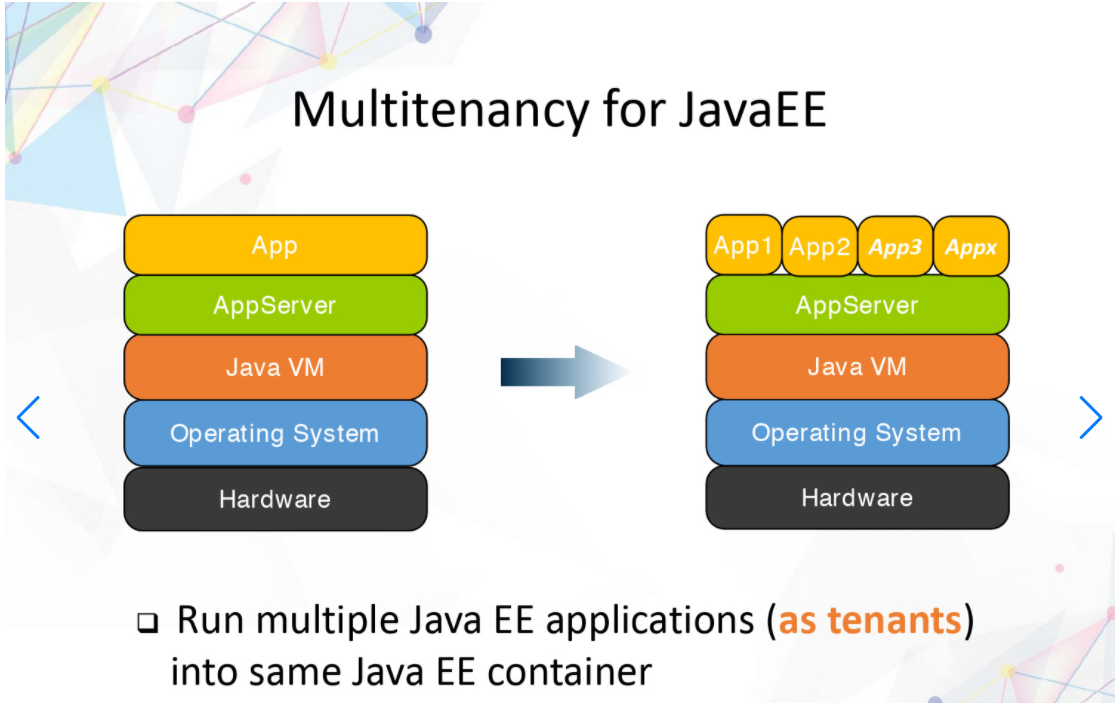 Multitenancy for JavaEE
App
AppServer
Java VM
Operating System
Hardware
App1 App2 App3 Appx
AppServer
Java VM
Operating System
Hardware
Run multiple Java EE applications (as tenants)
into same Java EE container